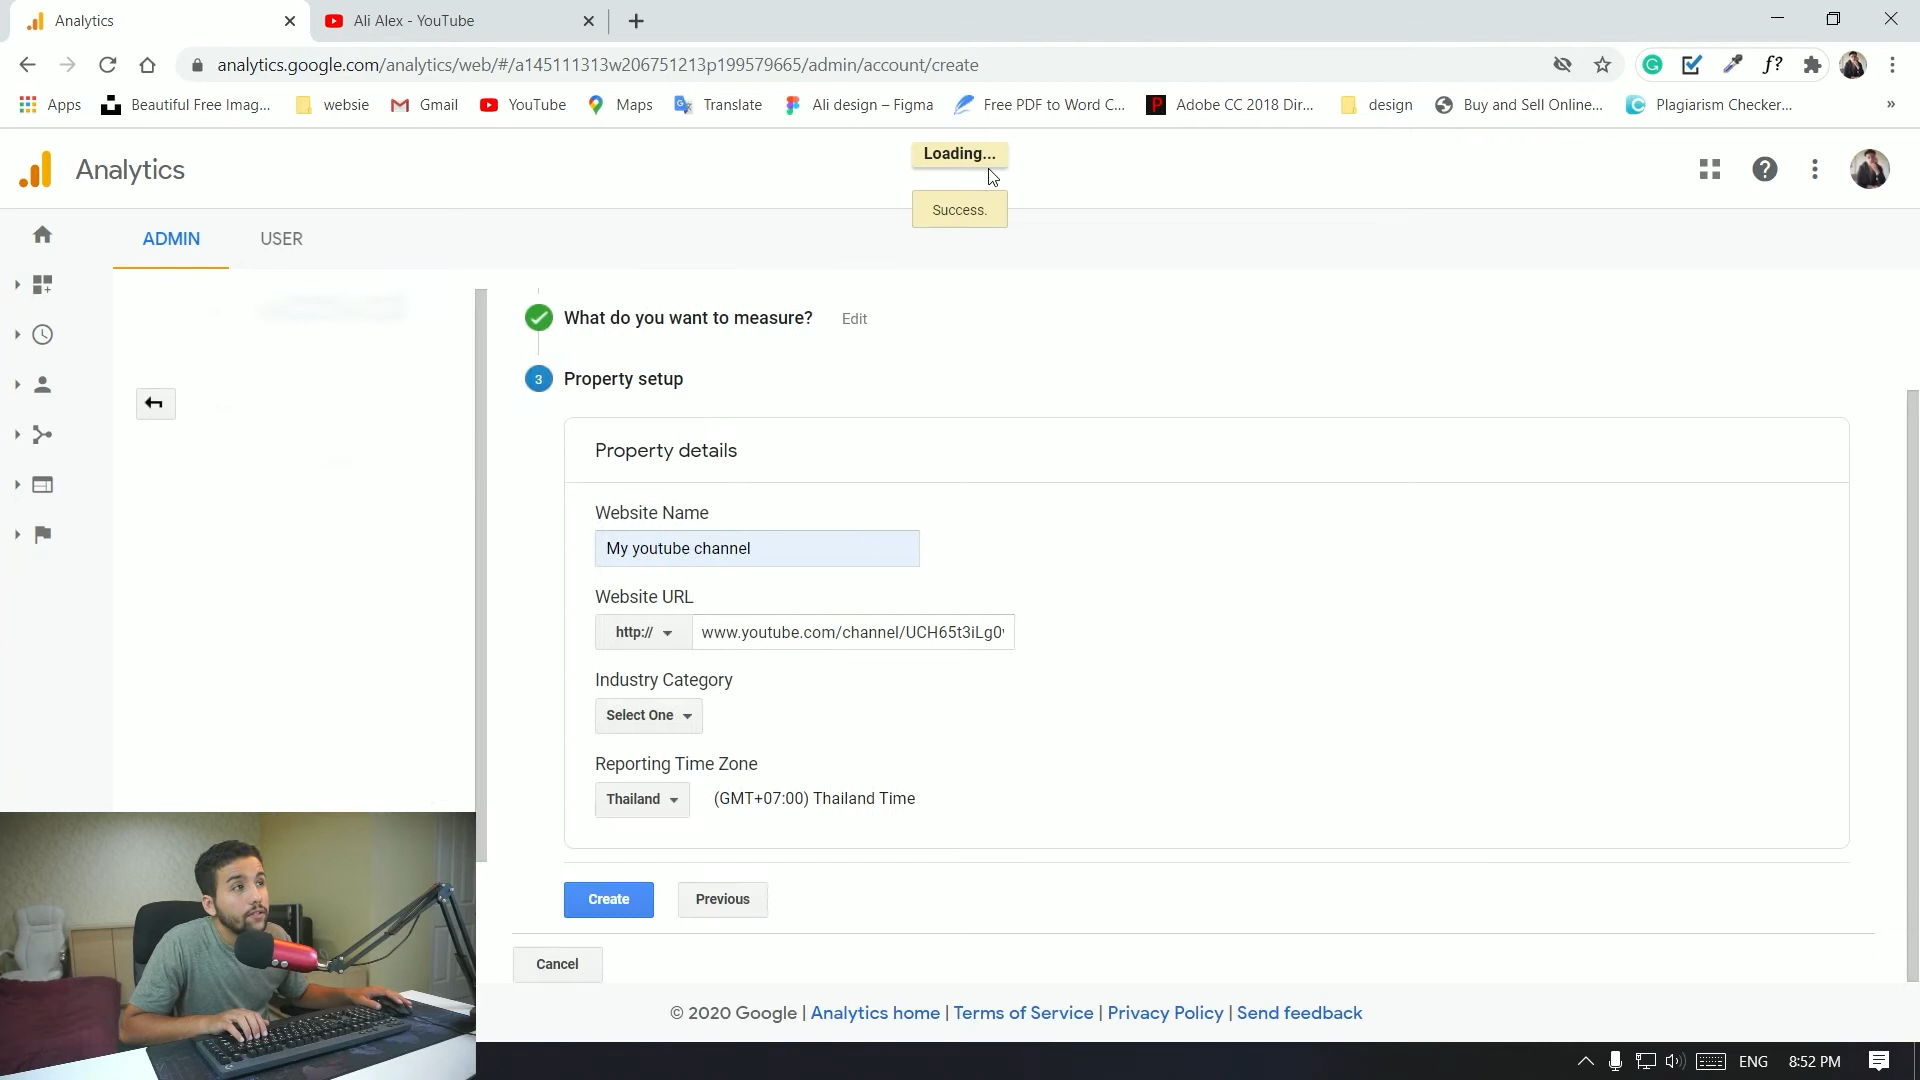 Analytics
Ali Alex - YouTube
analytics.google.com/analytics/web/#/a145111313w206751213p199579665/admin/account/create
Apps
Beautiful Free Imag...
websie
Gmail
YouTube
Maps
Translate
Ali design – Figma
Free PDF to Word C...
Adobe CC 2018 Dir...
design
Buy and Sell Online...
Plagiarism Checker...
Analytics
Loading...
Success.
ADMIN
USER
What do you want to measure?
Edit
3
Property setup
Property details
Website Name
My youtube channel
Website URL
http://
www.youtube.com/channel/UCH65t3iLg0
Industry Category
Select One
Reporting Time Zone
Thailand
(GMT+07:00) Thailand Time
Create
Previous
Cancel
© 2020 Google | Analytics home | Terms of Service | Privacy Policy | Send feedback
ENG
8:52 PM